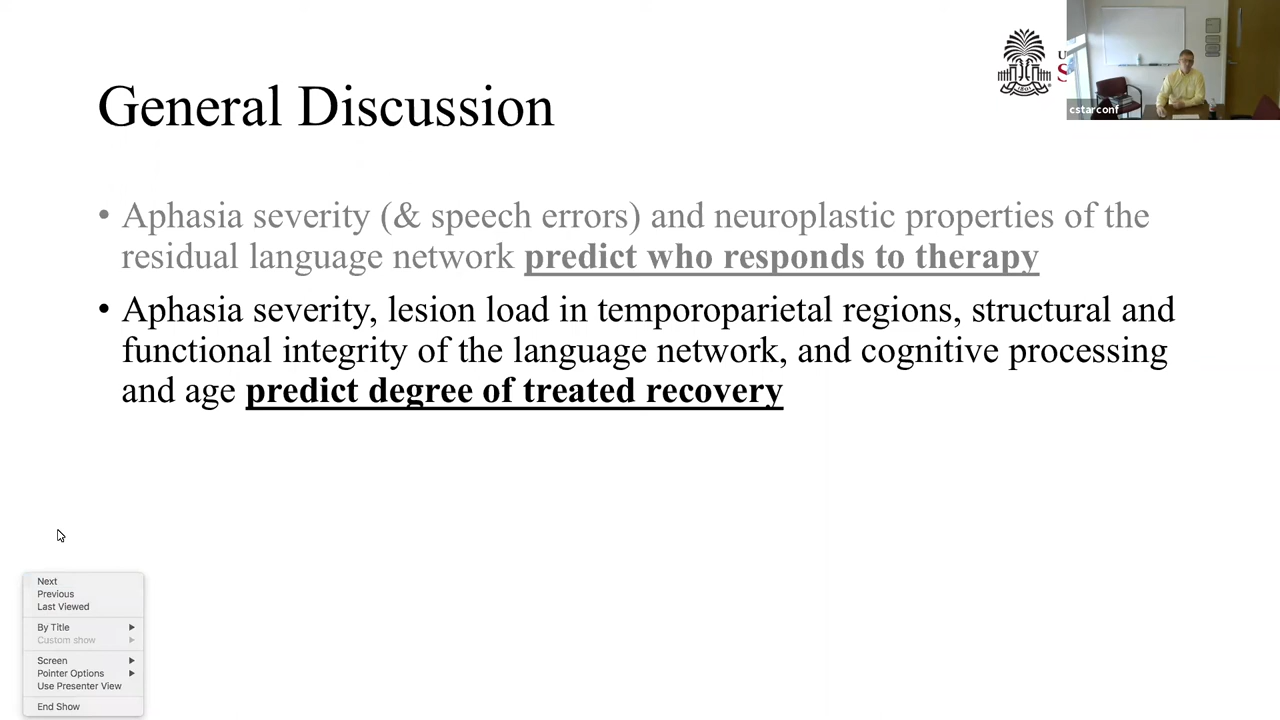 General Discussion
U
S
cstarconf
• Aphasia severity (& speech errors) and neuroplastic properties of the
residual language network predict who responds to therapy
• Aphasia severity, lesion load in temporoparietal regions, structural and
functional integrity of the language network, and cognitive processing
and age predict degree of treated recovery
Next
Previous
Last Viewed
By Title
Custom show
Screen
Pointer Options
Use Presenter View
End Show